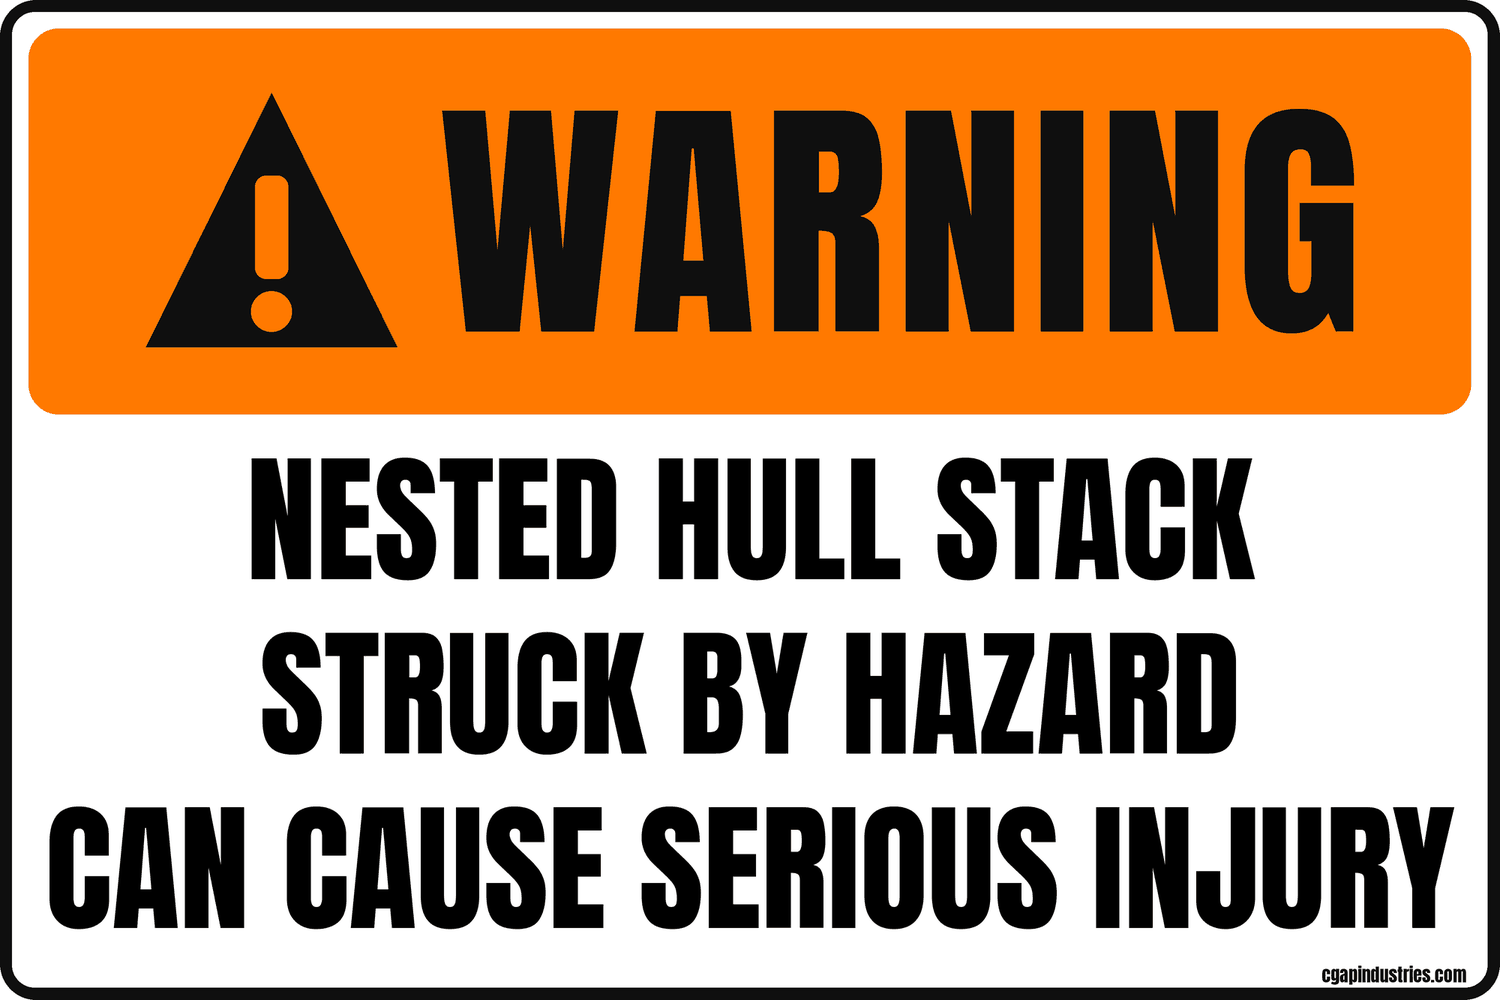 WARNING
NESTED HULL STACK
STRUCK BY HAZARD
CAN CAUSE SERIOUS INJURY
cgapindustries.com